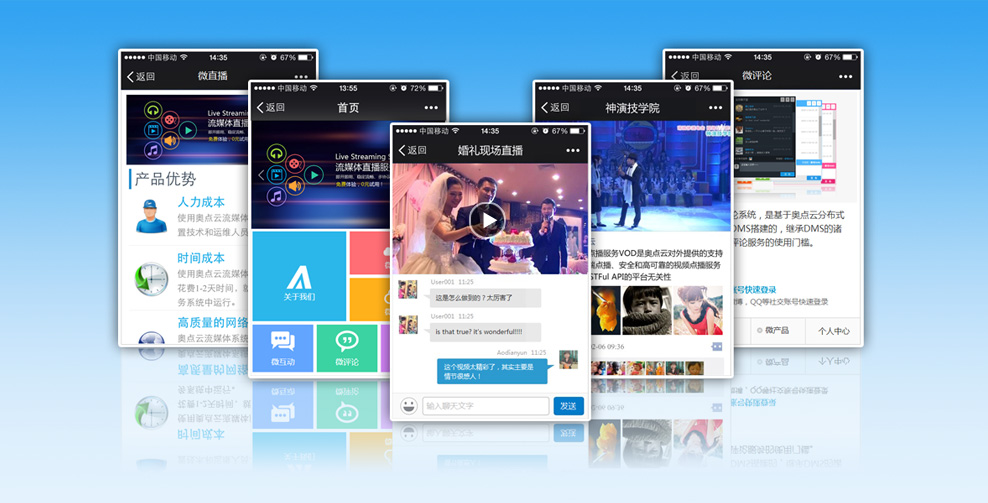 中国移动 14:35 67%
返回 微直播
Live Streaming
流媒体直播
产品优势
人力成本
使用奥点云流媒体
置技术和运维人员
时间成本
使用奥点云流媒体
花费1-2天时间,就
务系统中运行。
高质量的网络
奥点云流媒体系统
中国移动 13:55 72%
返回 首页
Live Streaming S
流媒体直播服
免费体验:0元试用!
关于我们
微互动
微评论
中国移动 14:35 67%
返回 婚礼现场直播
User001 11:25
这是怎么做到的?太厉害了
User001 11:25
is that true? It's wonderful!!!!
Aodianyun 11:25
这个视频太精彩了,其实主要是
情节很感人!
输入聊天文字 发送
中国移动 14:35 67%
返回 神演技学院
云
点播服务VOD是奥点云对外提供的支持
端点播、安全和高可靠的视频点播服务
STFul API的平台无关性
02-06 09:36
中国移动 14:35 67%
返回 微评论
论系统,是基于奥点云分布式
DMS搭建的,继承DMS的诸
评论服务的使用门槛。
账号快速登录
微博,QQ等社交账号快速登录
微产品 个人中心